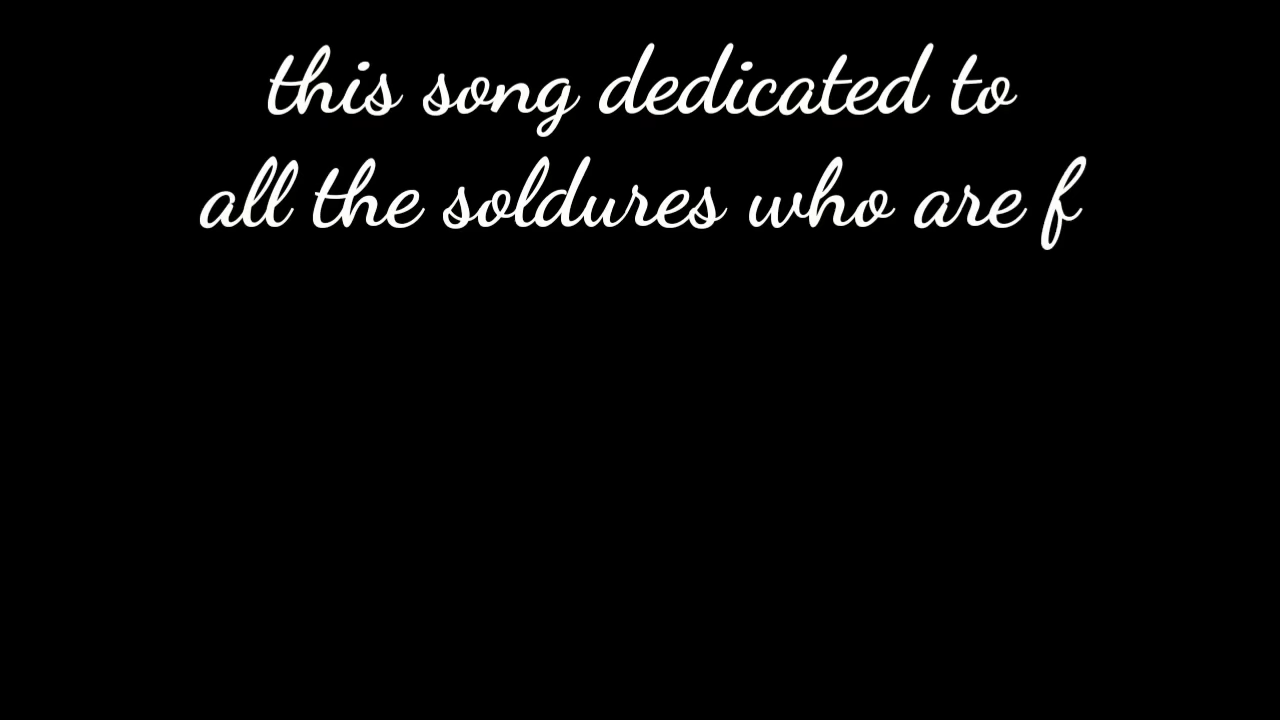 this song dedicated to
all the soldures who are f